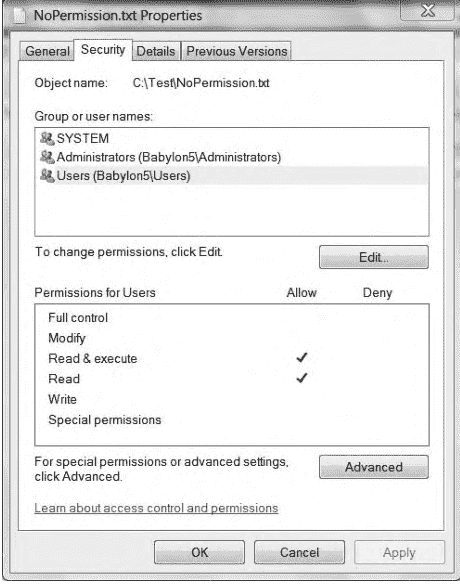 NoPermission.txt Properties
General Security Details Previous Versions
Object name: C:\Test\NoPermission.txt
Group or user names:
SYSTEM
Administrators (Babylon5\Administrators)
Users (Babylon5\Users)
To change permissions, click Edit.
Edit...
Permissions for Users Allow Deny
Full control
Modify
Read & execute
Read
Write
Special permissions
For special permissions or advanced settings,
click Advanced.
Advanced
Learn about access control and permissions
OK Cancel Apply